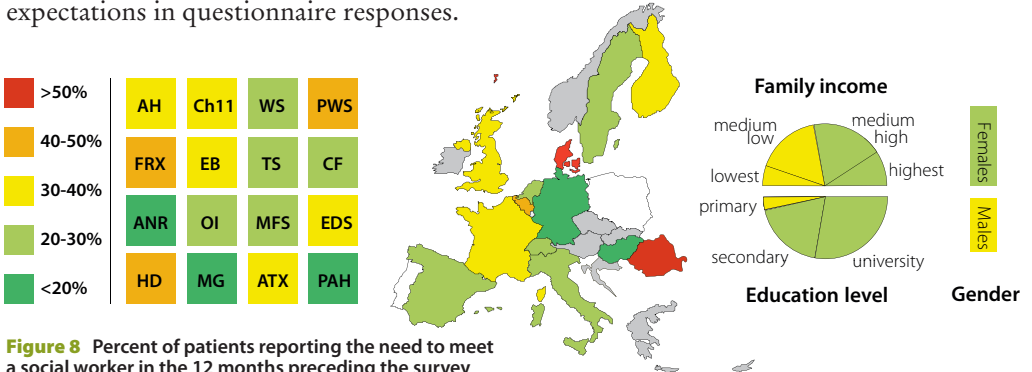 expectations in questionnaire responses.
>50%
40-50%
30-40%
20-30%
<20%
AH Ch11 WS PWS
FRX EB TS CF
ANR OI MFS EDS
HD MG ATX PAH
Figure 8 Percent of patients reporting the need to meet
a social worker in the 12 months preceding the survey
Family income
medium
low
medium
high
lowest
highest
primary
secondary
university
Education level
Females
Males
Gender